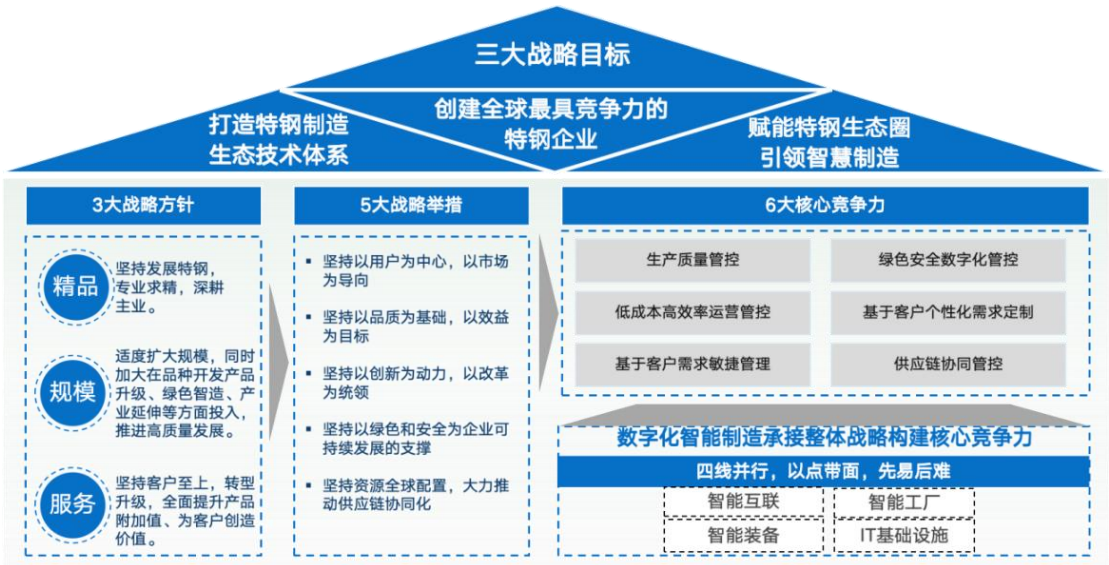 三大战略目标
打造特钢制造
生态技术体系
创建全球最具竞争力的
特钢企业
赋能特钢生态圈
引领智慧制造
3大战略方针
精品
坚持发展特钢，
专业求精，深耕
主业。
规模
适度扩大规模，同时
加大在品种开发产品
升级、绿色智造、产
业延伸等方面投入，
推进高质量发展。
服务
坚持客户至上，转型
升级，全面提升产品
附加值、为客户创造
价值。
5大战略举措
▪ 坚持以用户为中心，以市场
为导向
▪ 坚持以品质为基础，以效益
为目标
▪ 坚持以创新为动力，以改革
为统领
▪ 坚持以绿色和安全为企业可
持续发展的支撑
▪ 坚持资源全球配置，大力推
动供应链协同化
6大核心竞争力
生产质量管控
绿色安全数字化管控
低成本高效率运营管控
基于客户个性化需求定制
基于客户需求敏捷管理
供应链协同管控
数字化智能制造承接整体战略构建核心竞争力
四线并行，以点带面，先易后难
智能互联
智能工厂
智能装备
IT基础设施